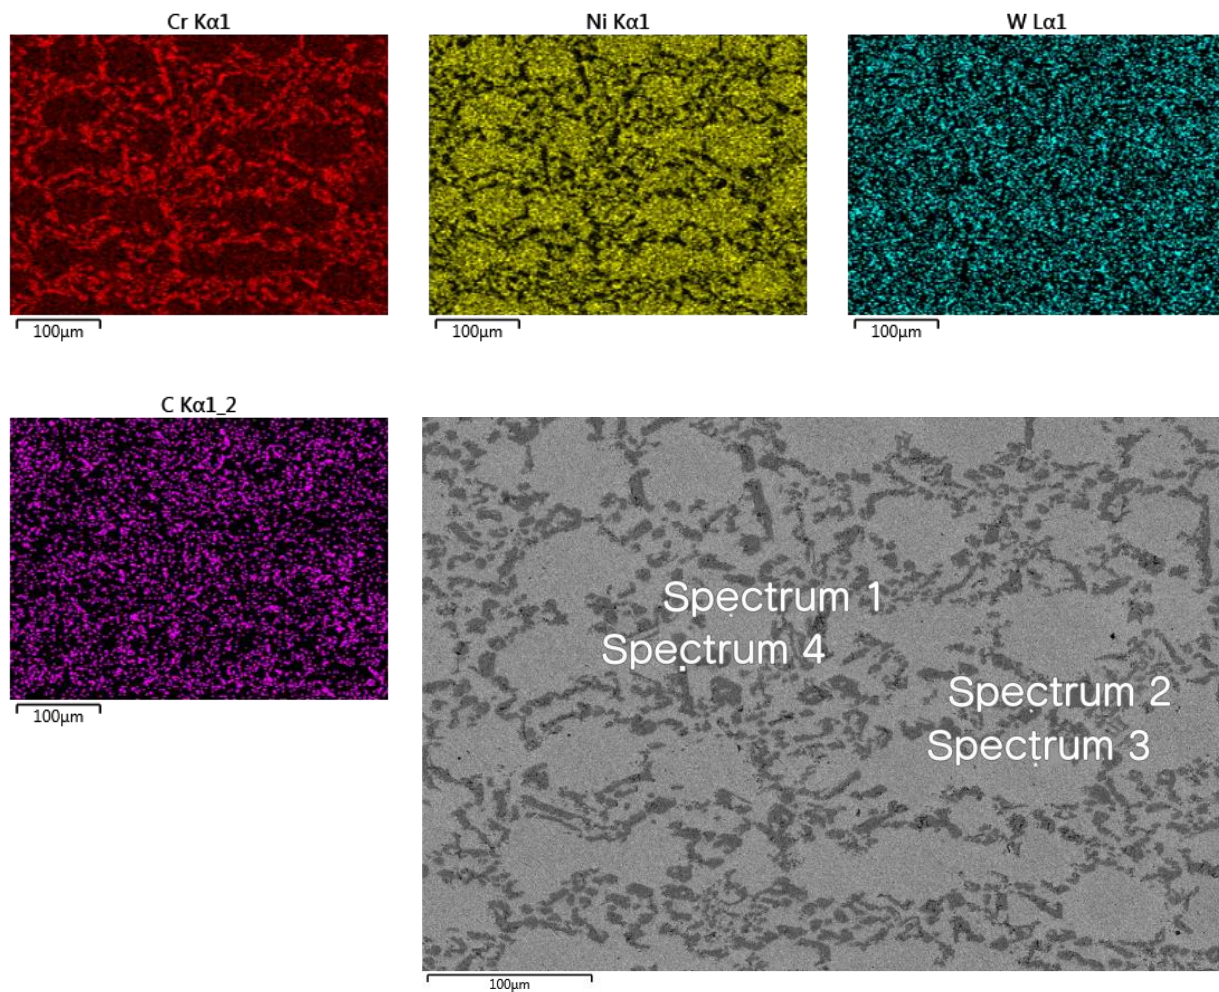 Cr Kα1
Ni Kα1
W Lα1
100μm
100μm
100μm
C Kα1_2
100μm
Spectrum 1
Spectrum 4
Spectrum 2
Spectrum 3
100μm